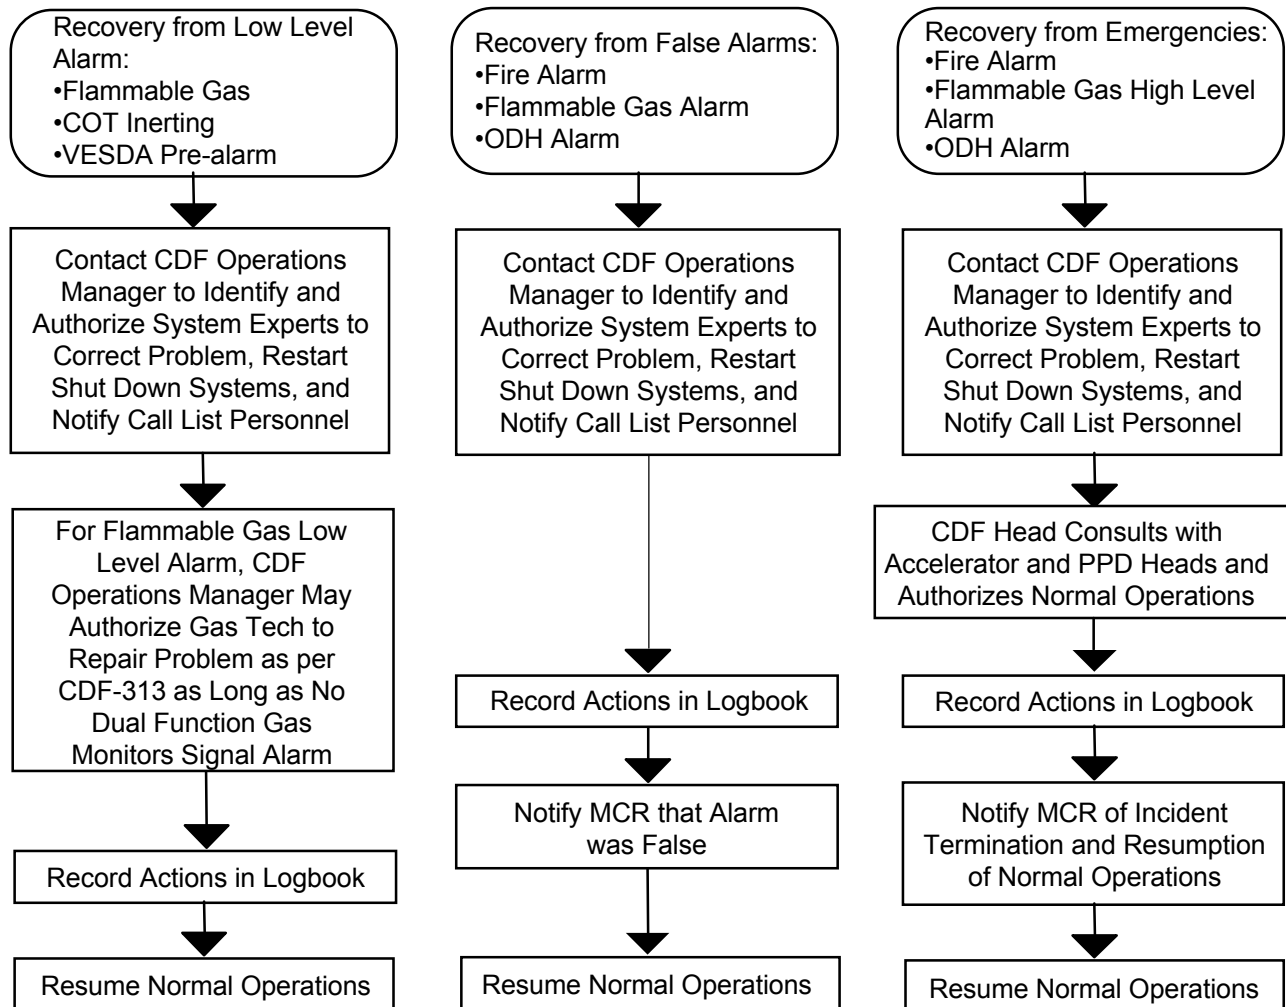 Recovery from Low Level
Alarm:
•Flammable Gas
•COT Inerting
•VESDA Pre-alarm
Contact CDF Operations
Manager to Identify and
Authorize System Experts to
Correct Problem, Restart
Shut Down Systems, and
Notify Call List Personnel
For Flammable Gas Low
Level Alarm, CDF
Operations Manager May
Authorize Gas Tech to
Repair Problem as per
CDF-313 as Long as No
Dual Function Gas
Monitors Signal Alarm
Record Actions in Logbook
Resume Normal Operations
Recovery from False Alarms:
•Fire Alarm
•Flammable Gas Alarm
•ODH Alarm
Contact CDF Operations
Manager to Identify and
Authorize System Experts to
Correct Problem, Restart
Shut Down Systems, and
Notify Call List Personnel
Record Actions in Logbook
Notify MCR that Alarm
was False
Resume Normal Operations
Recovery from Emergencies:
•Fire Alarm
•Flammable Gas High Level
Alarm
•ODH Alarm
Contact CDF Operations
Manager to Identify and
Authorize System Experts to
Correct Problem, Restart
Shut Down Systems, and
Notify Call List Personnel
CDF Head Consults with
Accelerator and PPD Heads and
Authorizes Normal Operations
Record Actions in Logbook
Notify MCR of Incident
Termination and Resumption
of Normal Operations
Resume Normal Operations